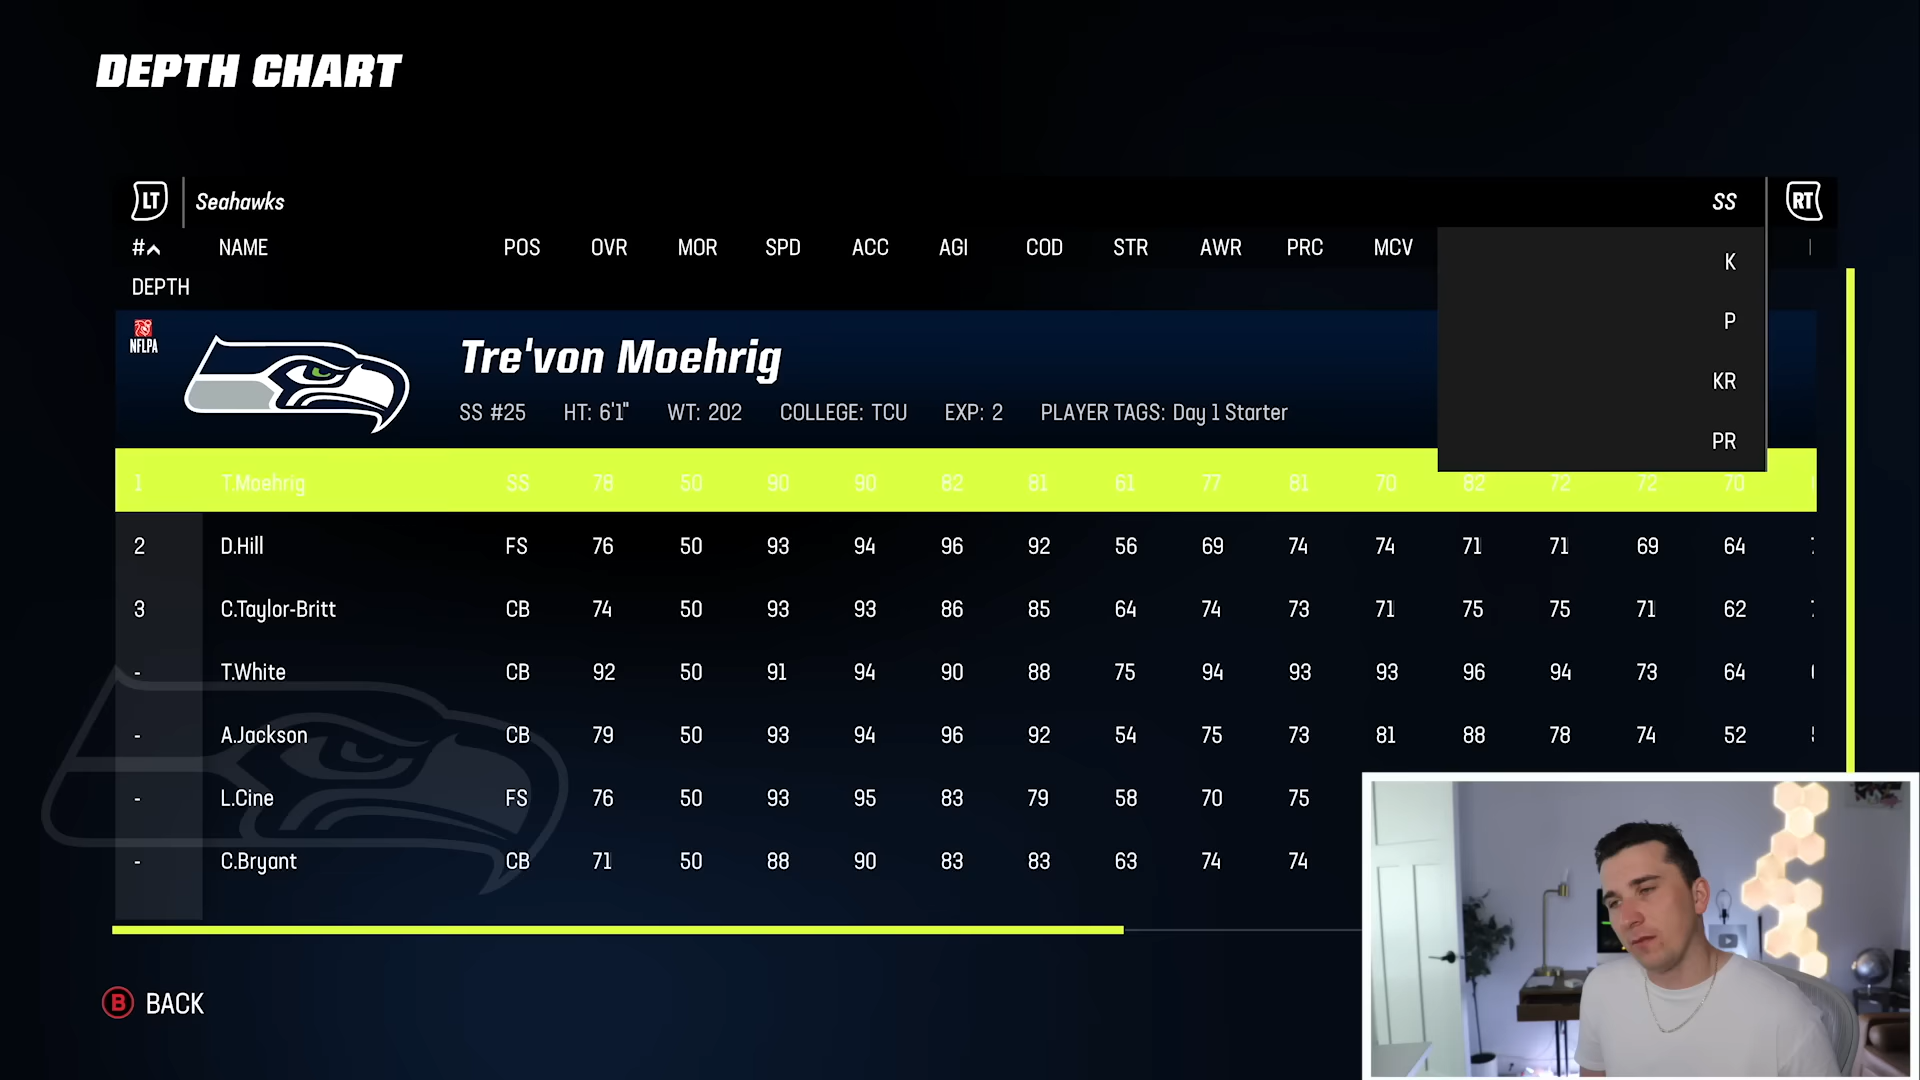 DEPTH CHART
LT Seahawks SS RT
# NAME POS OVR MOR SPD ACC AGI COD STR AWR PRC MCV K
DEPTH
P
KR
PR
NFLPA
Tre'von Moehrig
SS #25 HT: 6'1" WT: 202 COLLEGE: TCU EXP: 2 PLAYER TAGS: Day 1 Starter
1 T.Moehrig SS 78 50 90 90 82 81 61 77 81 70 82 72 72 70
2 D.Hill FS 76 50 93 94 96 92 56 69 74 74 71 71 69 64
3 C.Taylor-Britt CB 74 50 93 93 86 85 64 74 73 71 75 75 71 62
- T.White CB 92 50 91 94 90 88 75 94 93 93 96 94 73 64
- A.Jackson CB 79 50 93 94 96 92 54 75 73 81 88 78 74 52
- L.Cine FS 76 50 93 95 83 79 58 70 75
- C.Bryant CB 71 50 88 90 83 83 63 74 74
B BACK